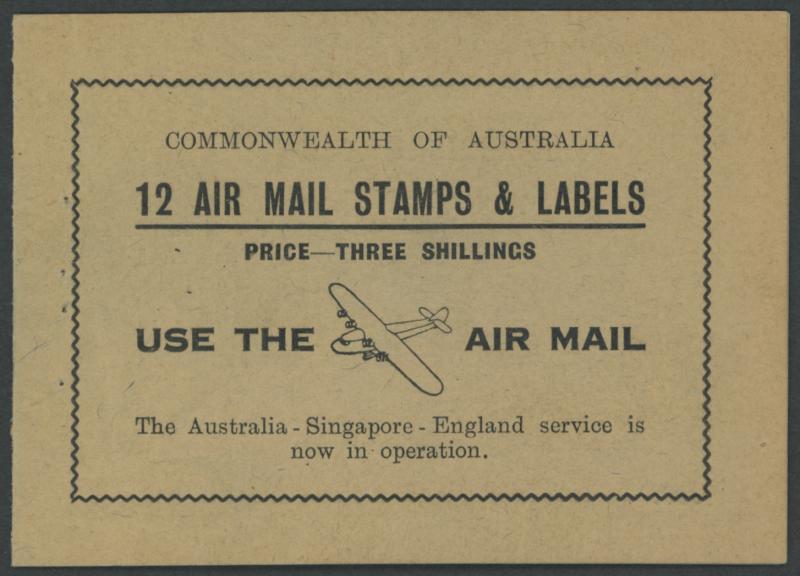 COMMONWEALTH OF AUSTRALIA
12 AIR MAIL STAMPS & LABELS
PRICE—THREE SHILLINGS
USE THE AIR MAIL
The Australia - Singapore - England service is
now in operation.